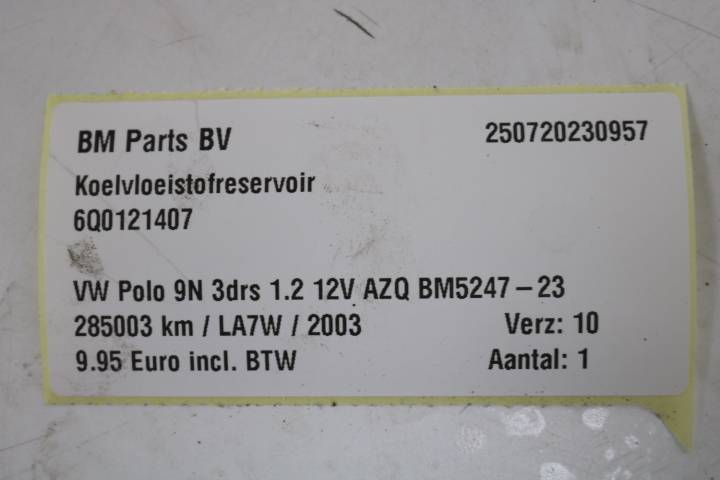 BM Parts BV 250720230957
Koelvloeistofreservoir
6Q0121407
VW Polo 9N 3drs 1.2 12V AZQ BM5247 – 23
285003 km / LA7W / 2003 Verz: 10
9.95 Euro incl. BTW Aantal: 1